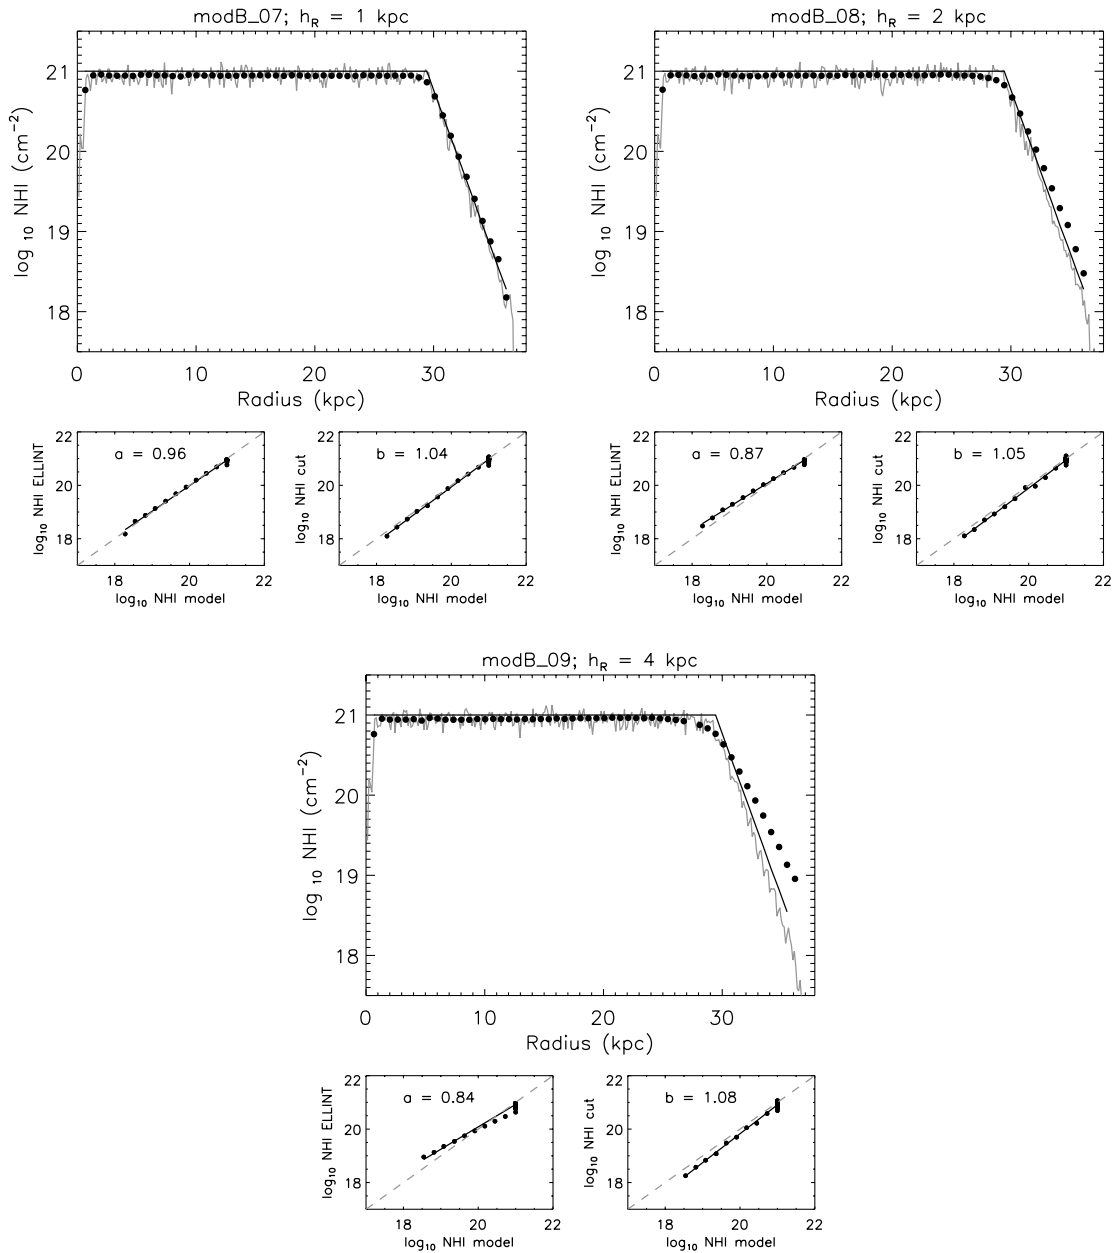 modB_07; h_R = 1 kpc
log 10 NHI (cm⁻²)
21
20
19
18
0 10 20 30
Radius (kpc)
modB_08; h_R = 2 kpc
log 10 NHI (cm⁻²)
21
20
19
18
0 10 20 30
Radius (kpc)
log₁₀ NHI ELLINT
22
20
18
a = 0.96
18 20 22
log₁₀ NHI model
log₁₀ NHI cut
22
20
18
b = 1.04
18 20 22
log₁₀ NHI model
log₁₀ NHI ELLINT
22
20
18
a = 0.87
18 20 22
log₁₀ NHI model
log₁₀ NHI cut
22
20
18
b = 1.05
18 20 22
log₁₀ NHI model
modB_09; h_R = 4 kpc
log 10 NHI (cm⁻²)
21
20
19
18
0 10 20 30
Radius (kpc)
log₁₀ NHI ELLINT
22
20
18
a = 0.84
18 20 22
log₁₀ NHI model
log₁₀ NHI cut
22
20
18
b = 1.08
18 20 22
log₁₀ NHI model